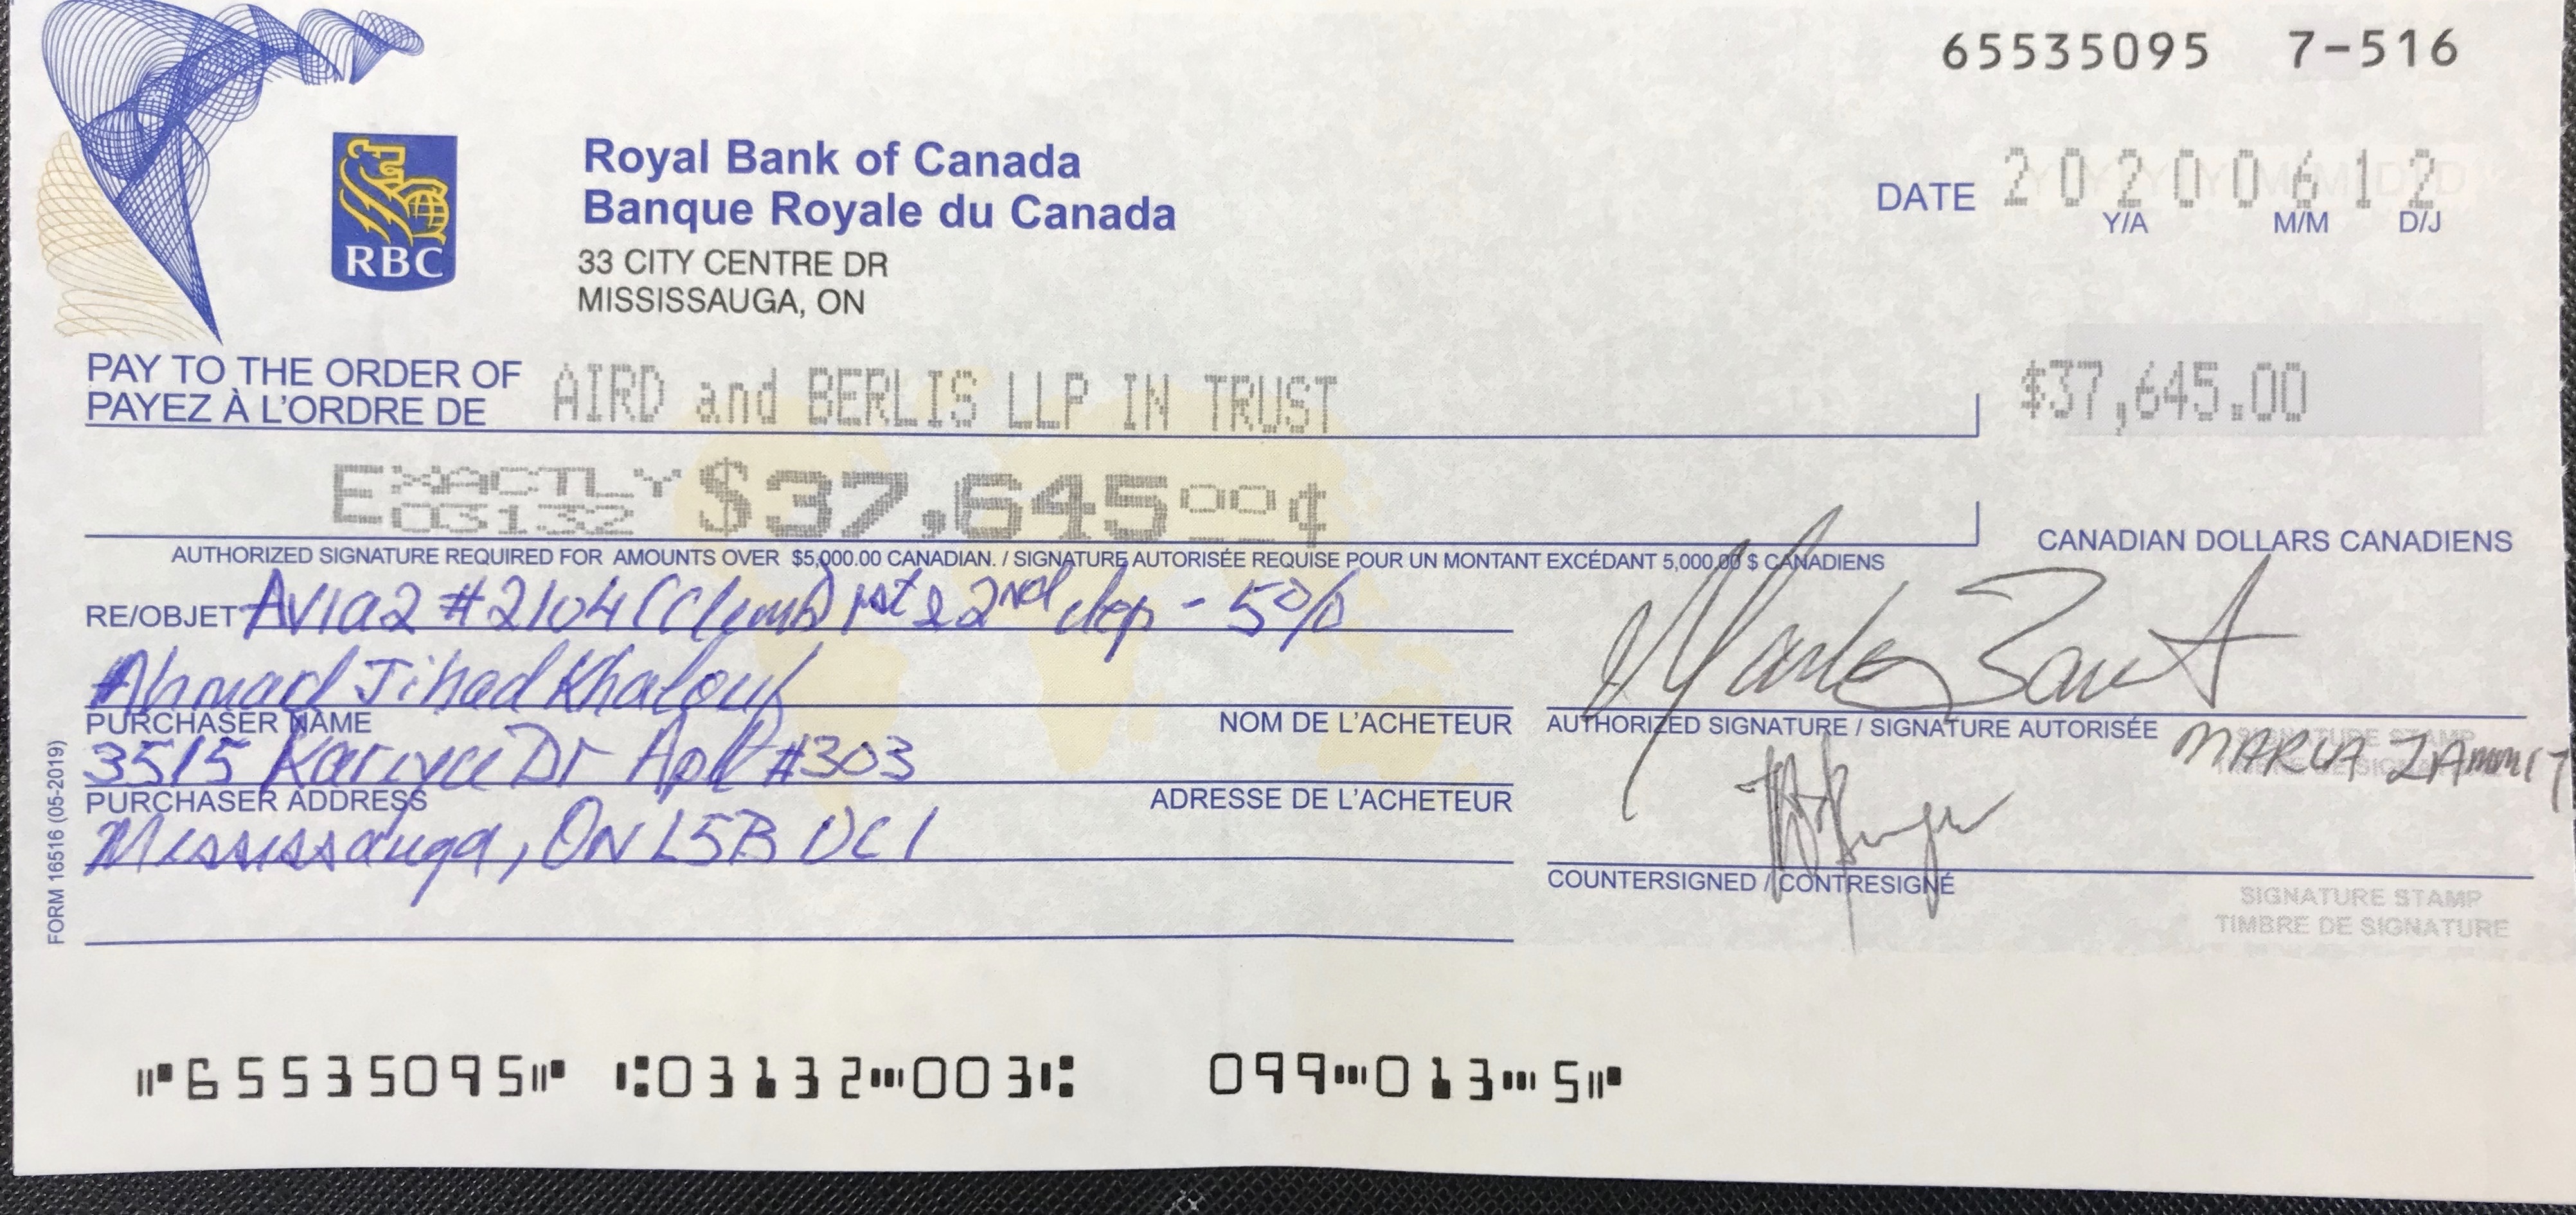 65535095 7-516
RBC
Royal Bank of Canada
Banque Royale du Canada
33 CITY CENTRE DR
MISSISSAUGA, ON
DATE 20200612
Y/A M/M D/J
PAY TO THE ORDER OF
PAYEZ À L'ORDRE DE
AIRD and BERLIS LLP IN TRUST
$37,645.00
EXACTLY $37,645 00¢
03132
CANADIAN DOLLARS CANADIENS
AUTHORIZED SIGNATURE REQUIRED FOR AMOUNTS OVER $5,000.00 CANADIAN. / SIGNATURE AUTORISÉE REQUISE POUR UN MONTANT EXCÉDANT 5,000.00 $ CANADIENS
RE/OBJET Avia2 #2104 1st & 2nd dep - 5%
Ahmad Jihad Khalouf
PURCHASER NAME NOM DE L'ACHETEUR
3515 Dr Apt #303
PURCHASER ADDRESS ADRESSE DE L'ACHETEUR
Mississauga, ON L5B 0C1
AUTHORIZED SIGNATURE / SIGNATURE AUTORISÉE
SIGNATURE STAMP
TIMBRE DE SIGNATURE
ZAMMIT
COUNTERSIGNED / CONTRESIGNÉ
SIGNATURE STAMP
TIMBRE DE SIGNATURE
FORM 16516 (05-2019)
⑈65535095⑈ ⑆03132⑉003⑆ 099⑉013⑉5⑈